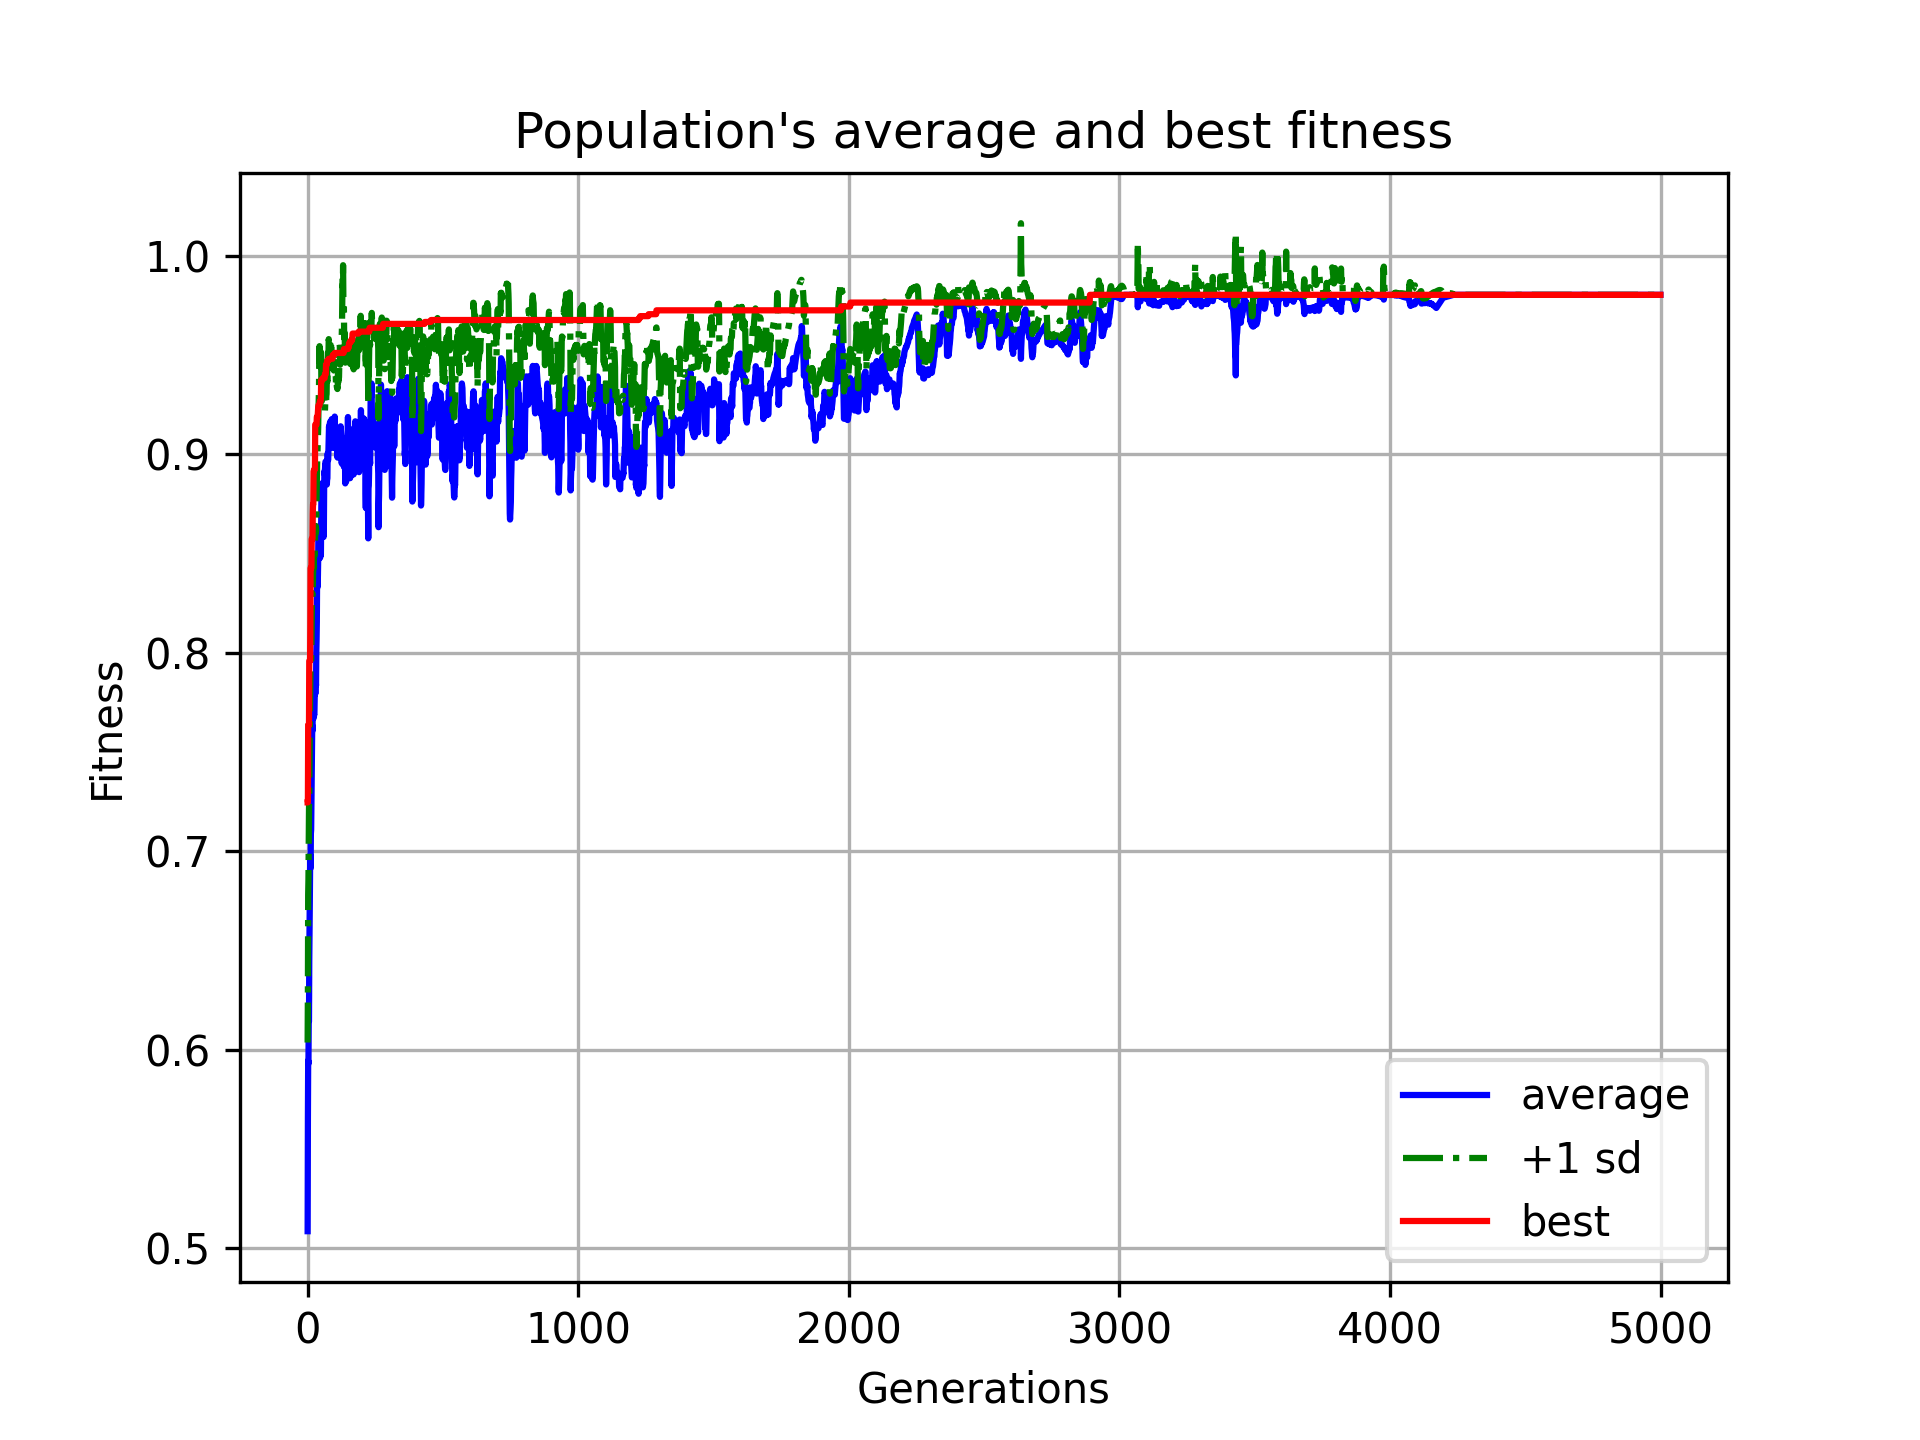 Population's average and best fitness
1.0
0.9
0.8
0.7
0.6
0.5
Fitness
0 1000 2000 3000 4000 5000
Generations
average
+1 sd
best